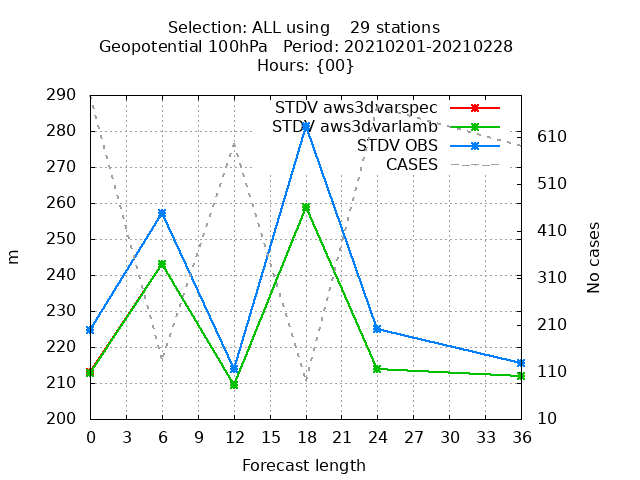 Selection: ALL using    29 stations
Geopotential 100hPa   Period: 20210201-20210228
Hours: {00}
STDV aws3dvarspec
STDV aws3dvarlamb
STDV OBS
CASES
290
280
270
260
250
240
230
220
210
200
m
610
510
410
310
210
110
10
No cases
0 3 6 9 12 15 18 21 24 27 30 33 36
Forecast length